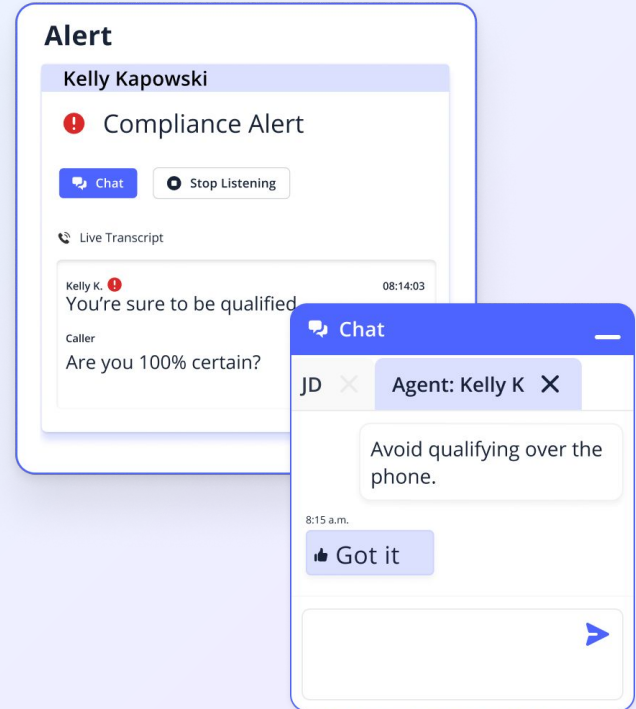 Alert
Kelly Kapowski
Compliance Alert
Chat
Stop Listening
Live Transcript
Kelly K.
08:14:03
You’re sure to be qualified
Caller
Are you 100% certain?
Chat
JD
Agent: Kelly K
Avoid qualifying over the
phone.
8:15 a.m.
Got it